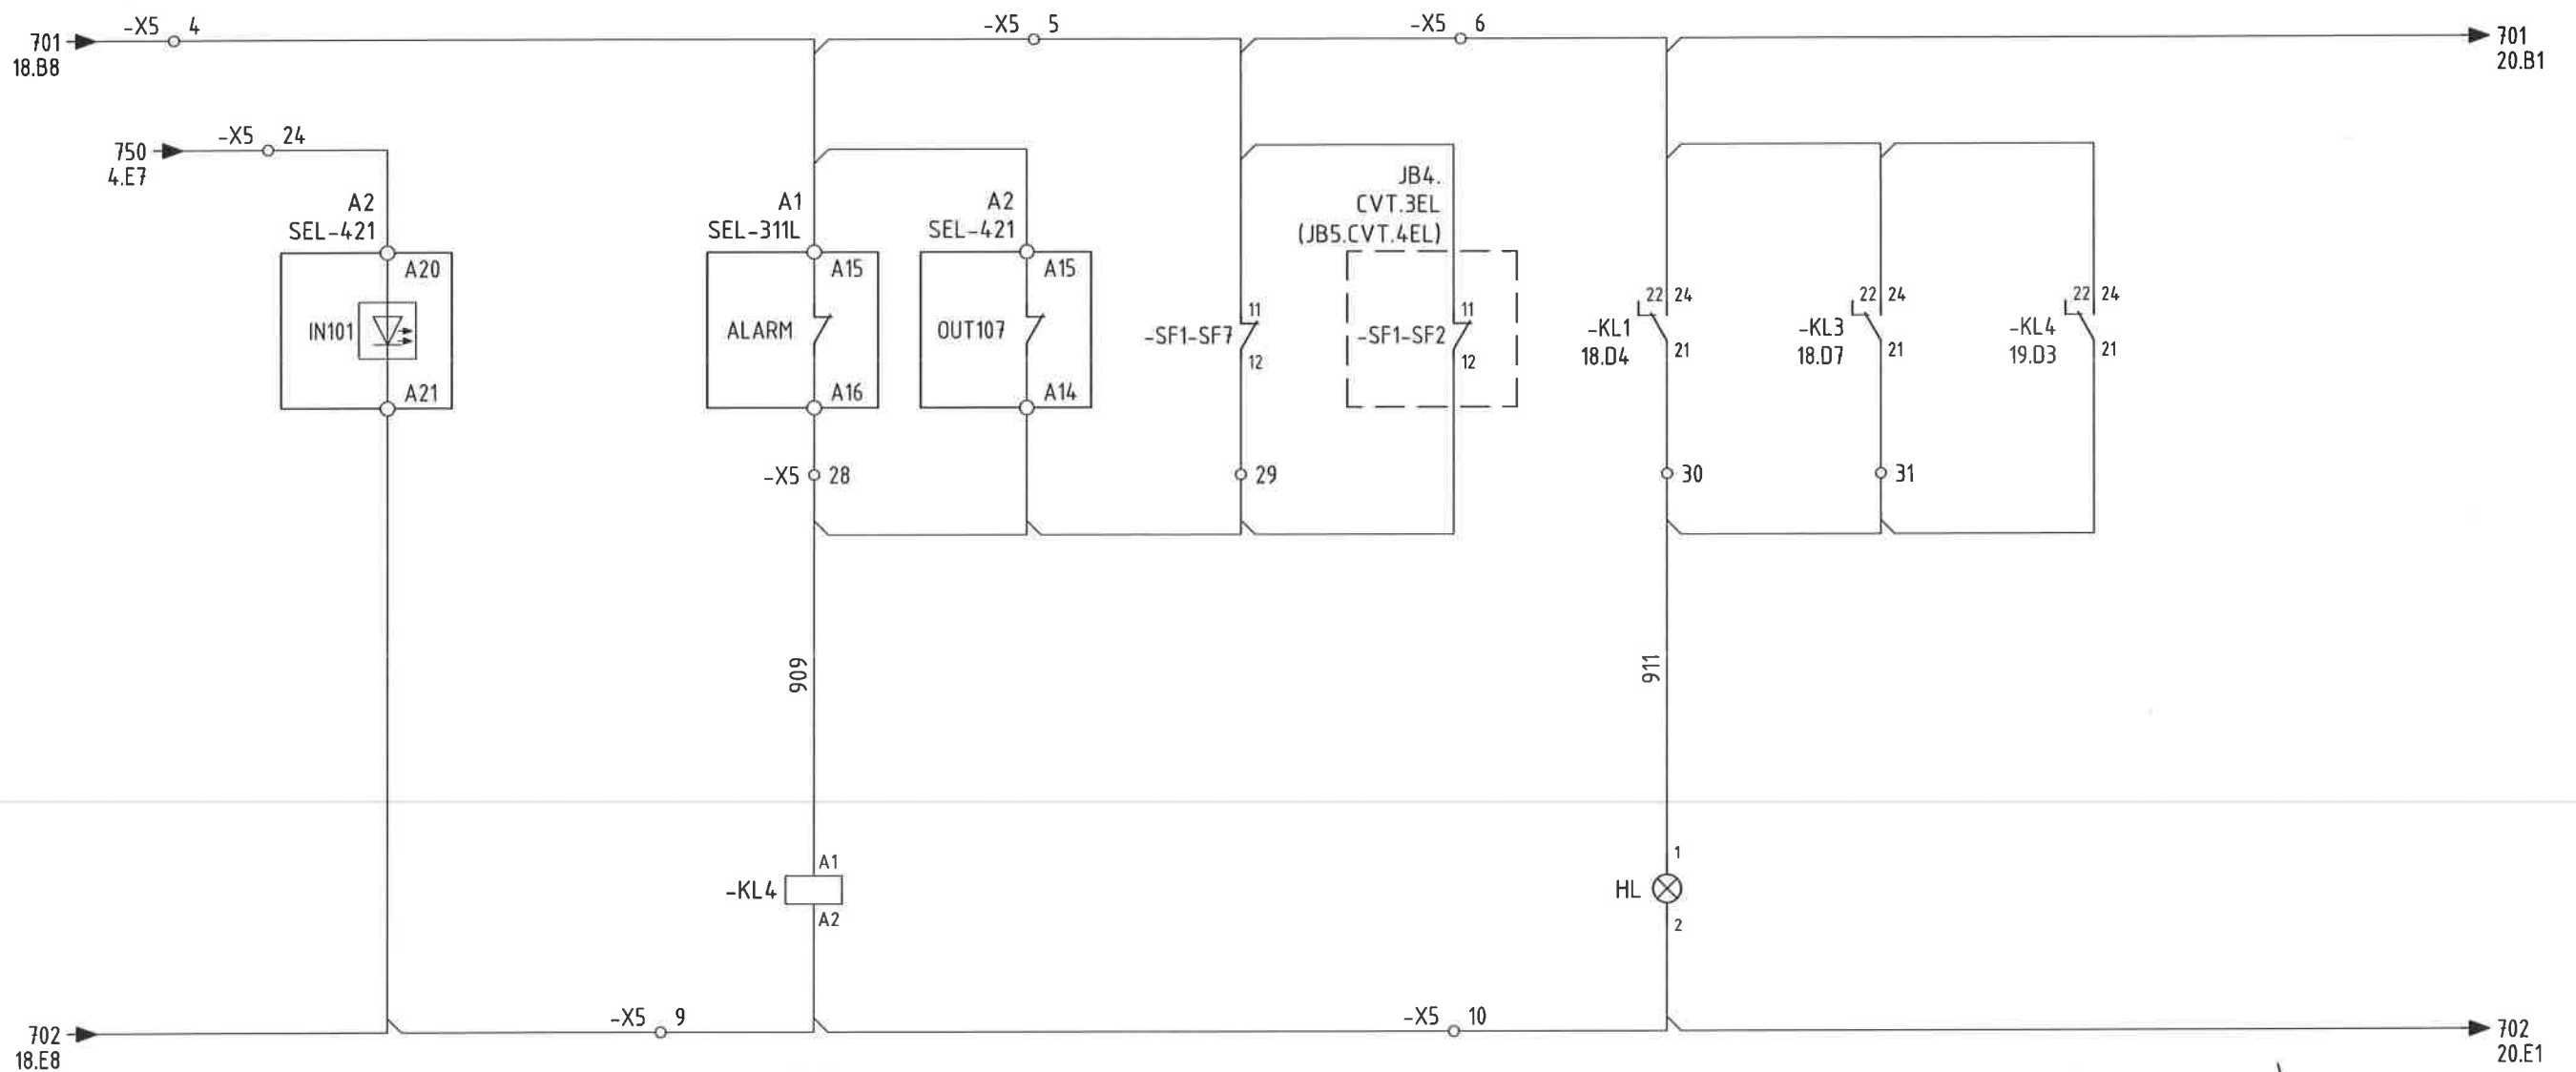 701
18.B8
-X5 4
-X5 5
-X5 6
701
20.B1
750
4.E7
-X5 24
A2
SEL-421
A20
IN101
A21
A1
SEL-311L
A15
ALARM
A16
-X5 28
A2
SEL-421
A15
OUT107
A14
11
-SF1-SF7
12
29
JB4.
CVT.3EL
(JB5.CVT.4EL)
11
-SF1-SF2
12
22 24
-KL1
18.D4
21
30
22 24
-KL3
18.D7
21
31
22 24
-KL4
19.D3
21
909
911
A1
-KL4
A2
1
HL
2
702
18.E8
-X5 9
-X5 10
702
20.E1